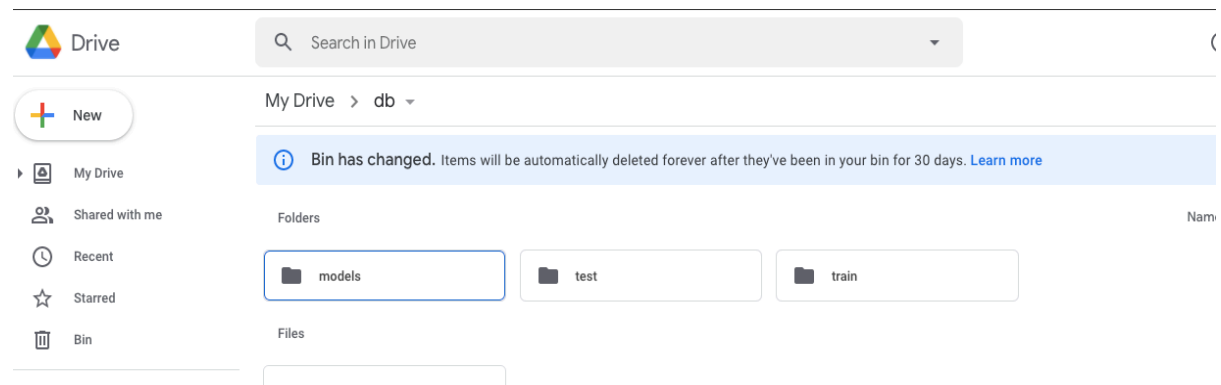 Drive
Search in Drive
My Drive > db
New
Bin has changed. Items will be automatically deleted forever after they've been in your bin for 30 days. Learn more
My Drive
Shared with me
Folders
Recent
models
test
train
Starred
Files
Bin